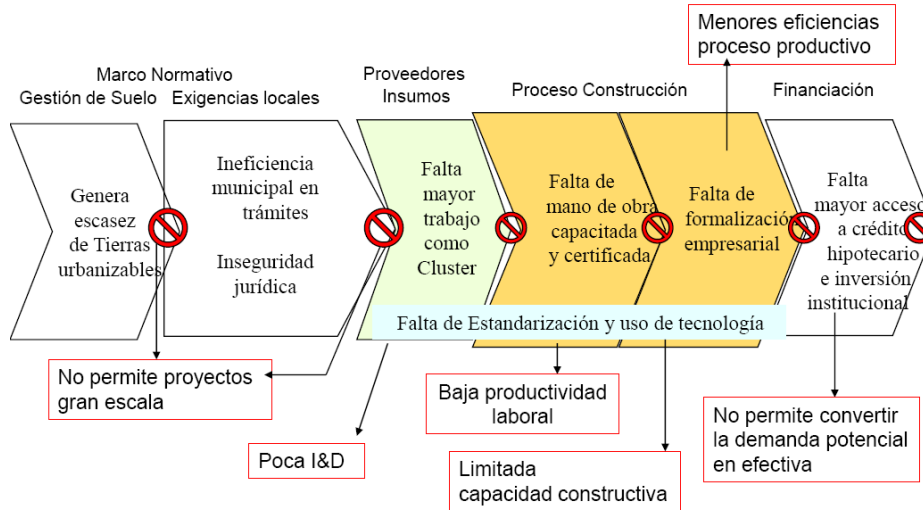 Menores eficiencias
proceso productivo
Marco Normativo
Gestión de Suelo
Exigencias locales
Proveedores
Insumos
Proceso Construcción
Financiación
Genera
escasez
de Tierras
urbanizables
Ineficiencia
municipal en
trámites
Inseguridad
jurídica
Falta
mayor
trabajo
como
Cluster
Falta de
mano de obra
capacitada
y certificada
Falta de
formalización
empresarial
Falta
mayor acceso
a crédito
hipotecario
e inversión
institucional
Falta de Estandarización y uso de tecnología
No permite proyectos
gran escala
Poca I&D
Baja productividad
laboral
Limitada
capacidad constructiva
No permite convertir
la demanda potencial
en efectiva